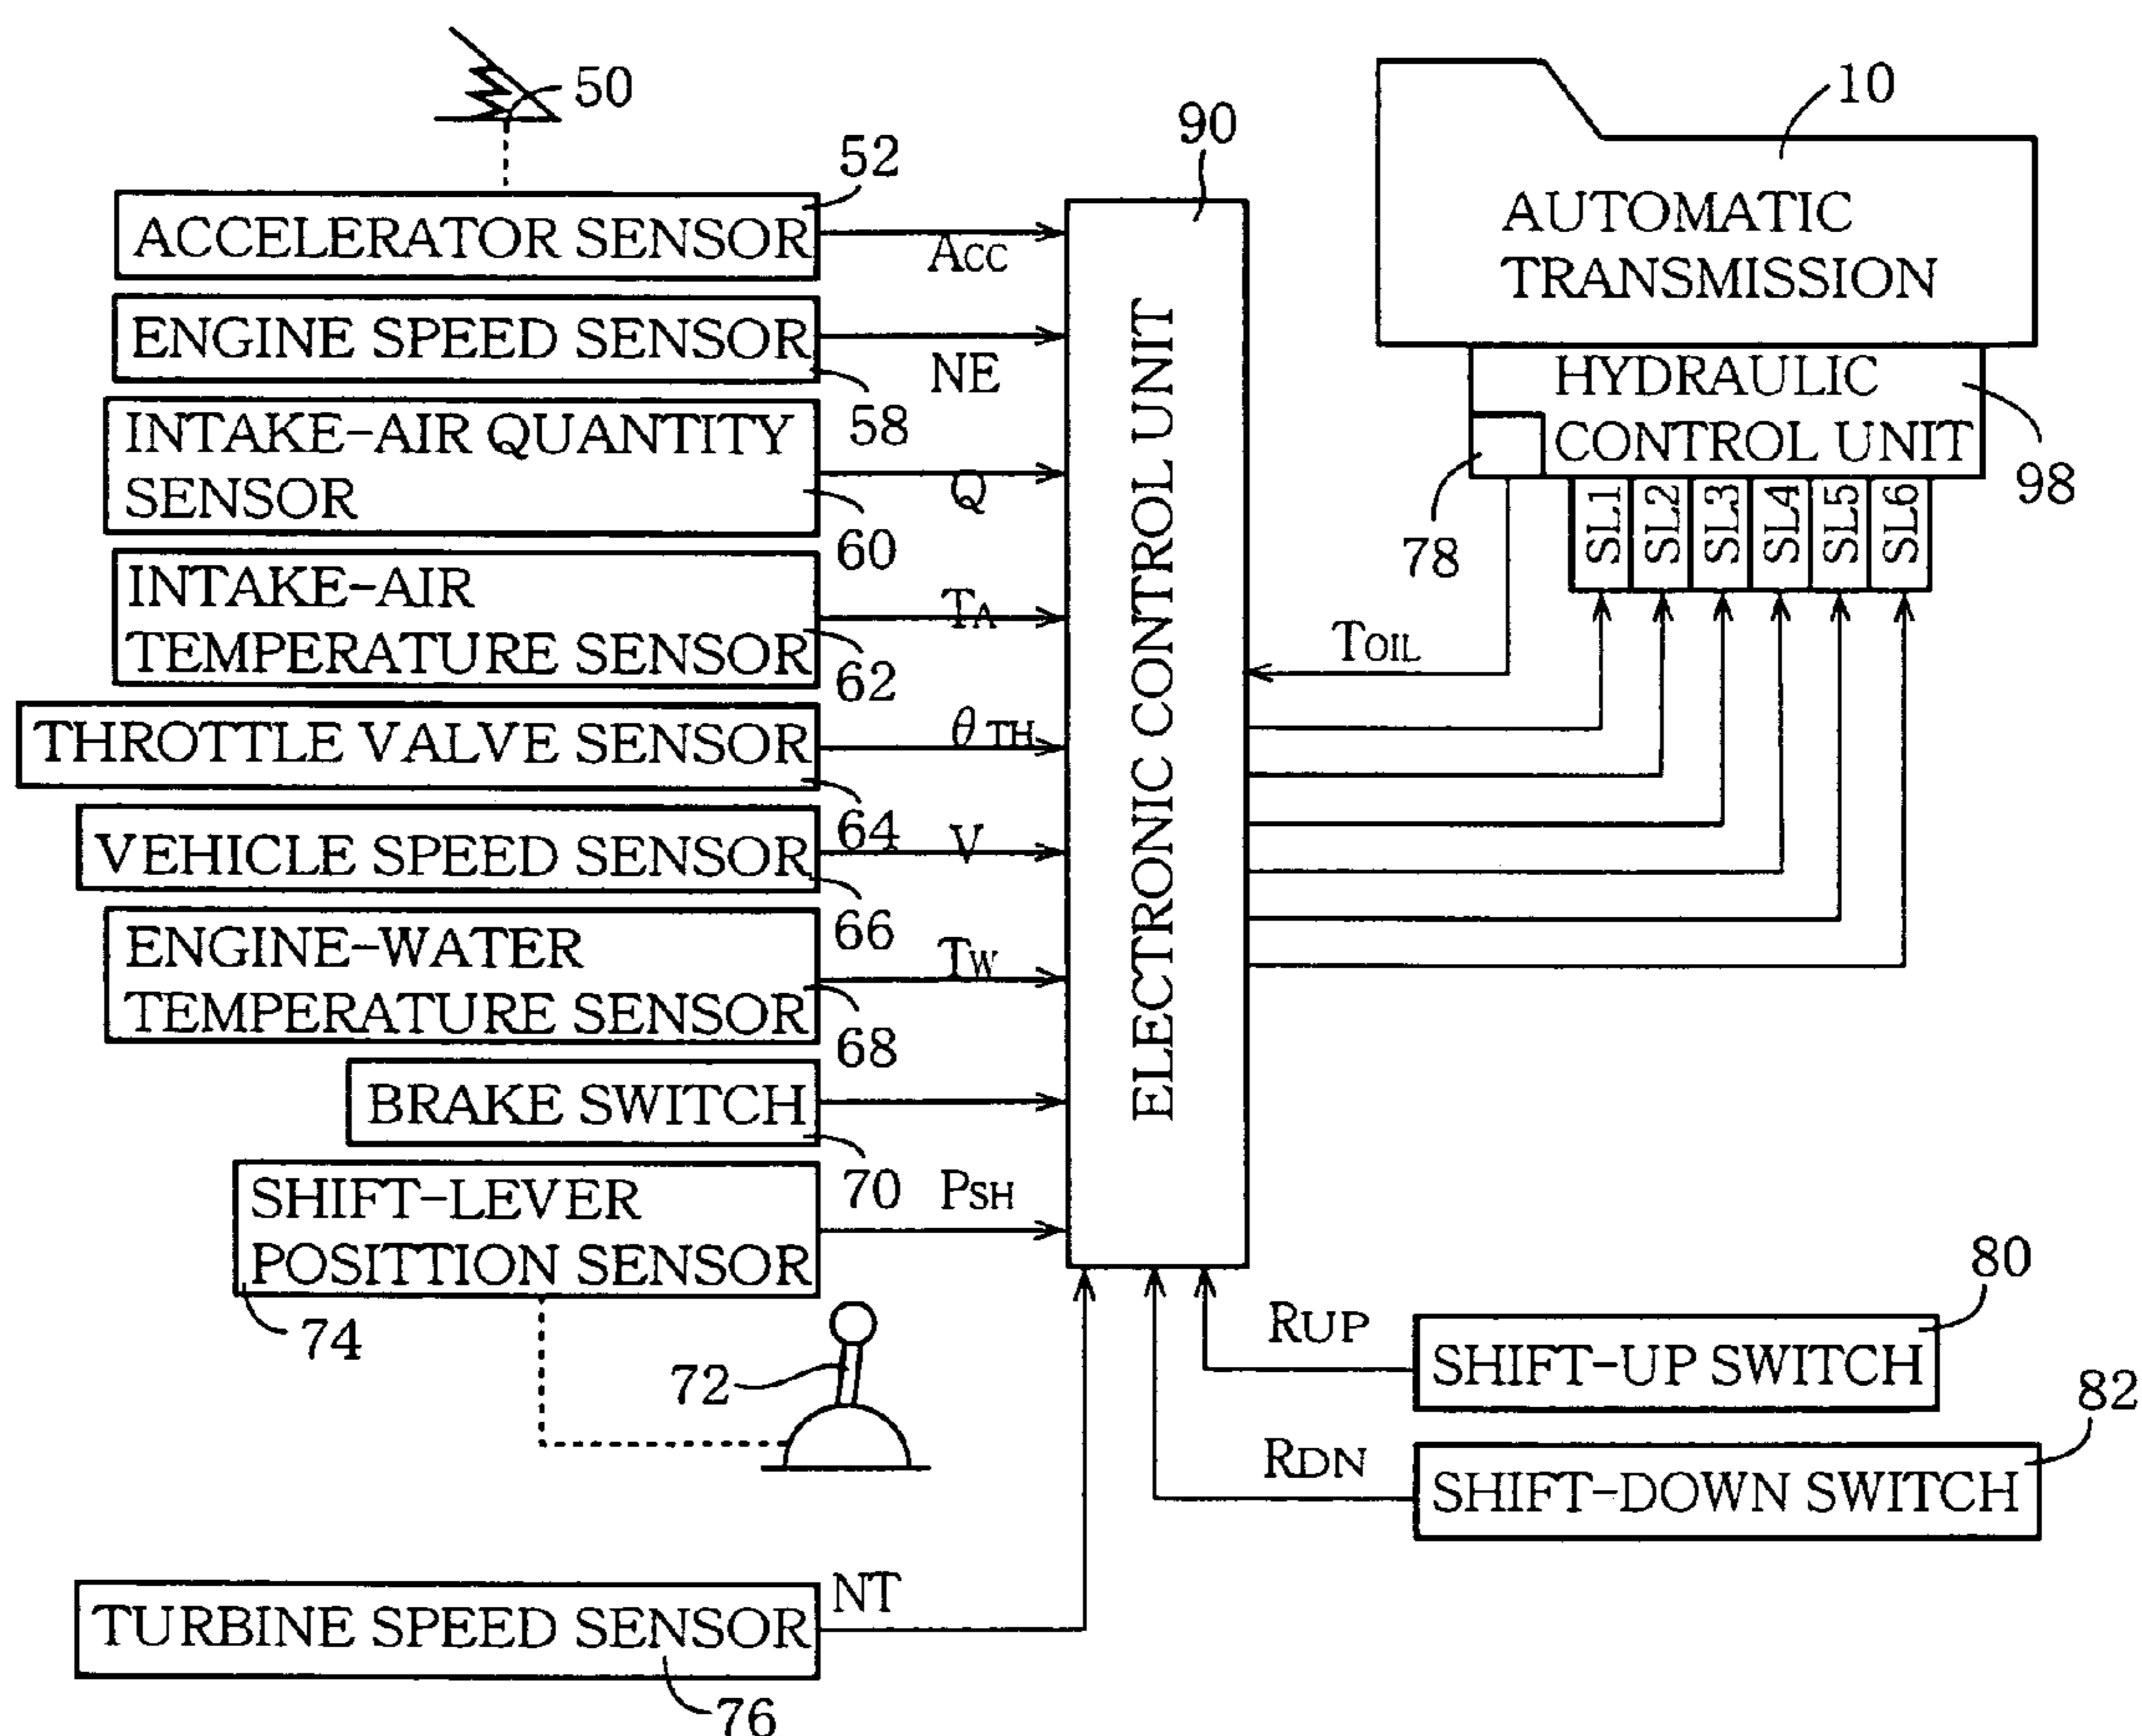 50
52
ACCELERATOR SENSOR
ACC
ENGINE SPEED SENSOR
NE
58
INTAKE-AIR QUANTITY
SENSOR
Q
60
INTAKE-AIR
TEMPERATURE SENSOR
TA
62
THROTTLE VALVE SENSOR
θTH
64
VEHICLE SPEED SENSOR
V
66
ENGINE-WATER
TEMPERATURE SENSOR
TW
68
BRAKE SWITCH
70
SHIFT-LEVER
POSITTION SENSOR
PSH
74
72
TURBINE SPEED SENSOR
NT
76
90
ELECTRONIC CONTROL UNIT
10
AUTOMATIC
TRANSMISSION
HYDRAULIC
CONTROL UNIT
98
78
SL1
SL2
SL3
SL4
SL5
SL6
TOIL
80
RUP
SHIFT-UP SWITCH
82
RDN
SHIFT-DOWN SWITCH